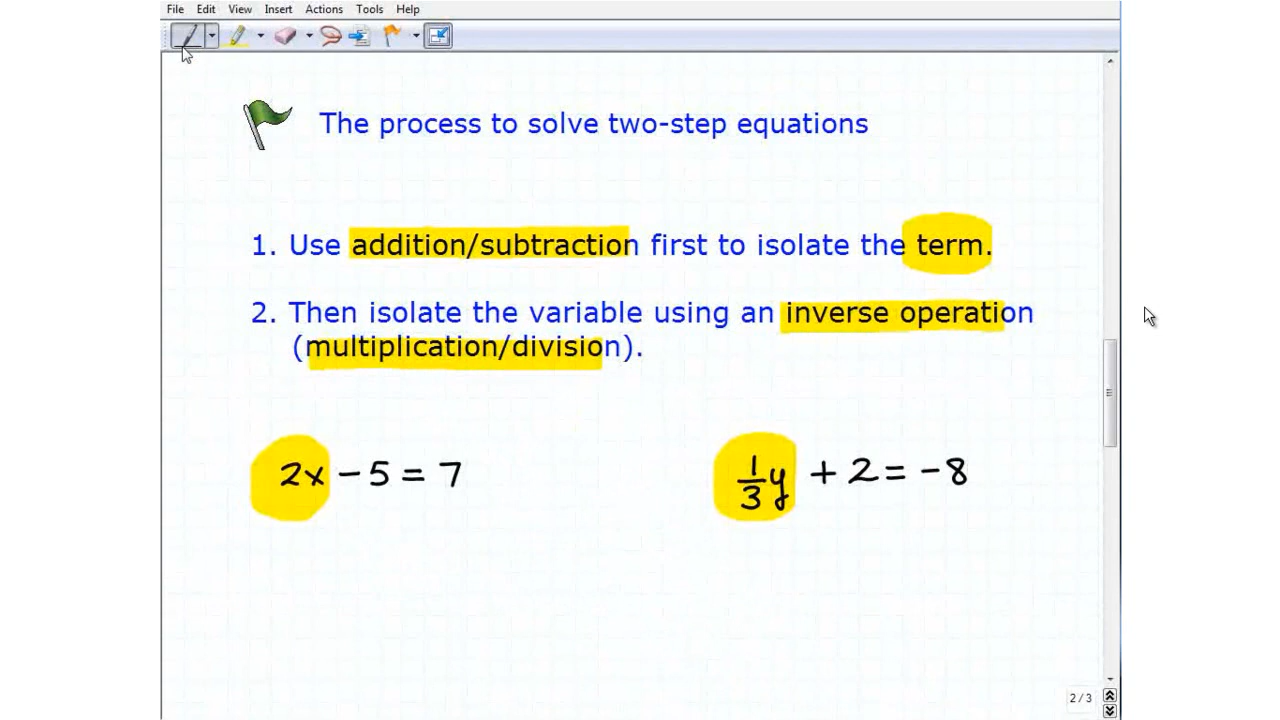 File Edit View Insert Actions Tools Help
The process to solve two-step equations
1. Use addition/subtraction first to isolate the term.
2. Then isolate the variable using an inverse operation
(multiplication/division).
2x - 5 = 7
1/3 y + 2 = -8
2/3